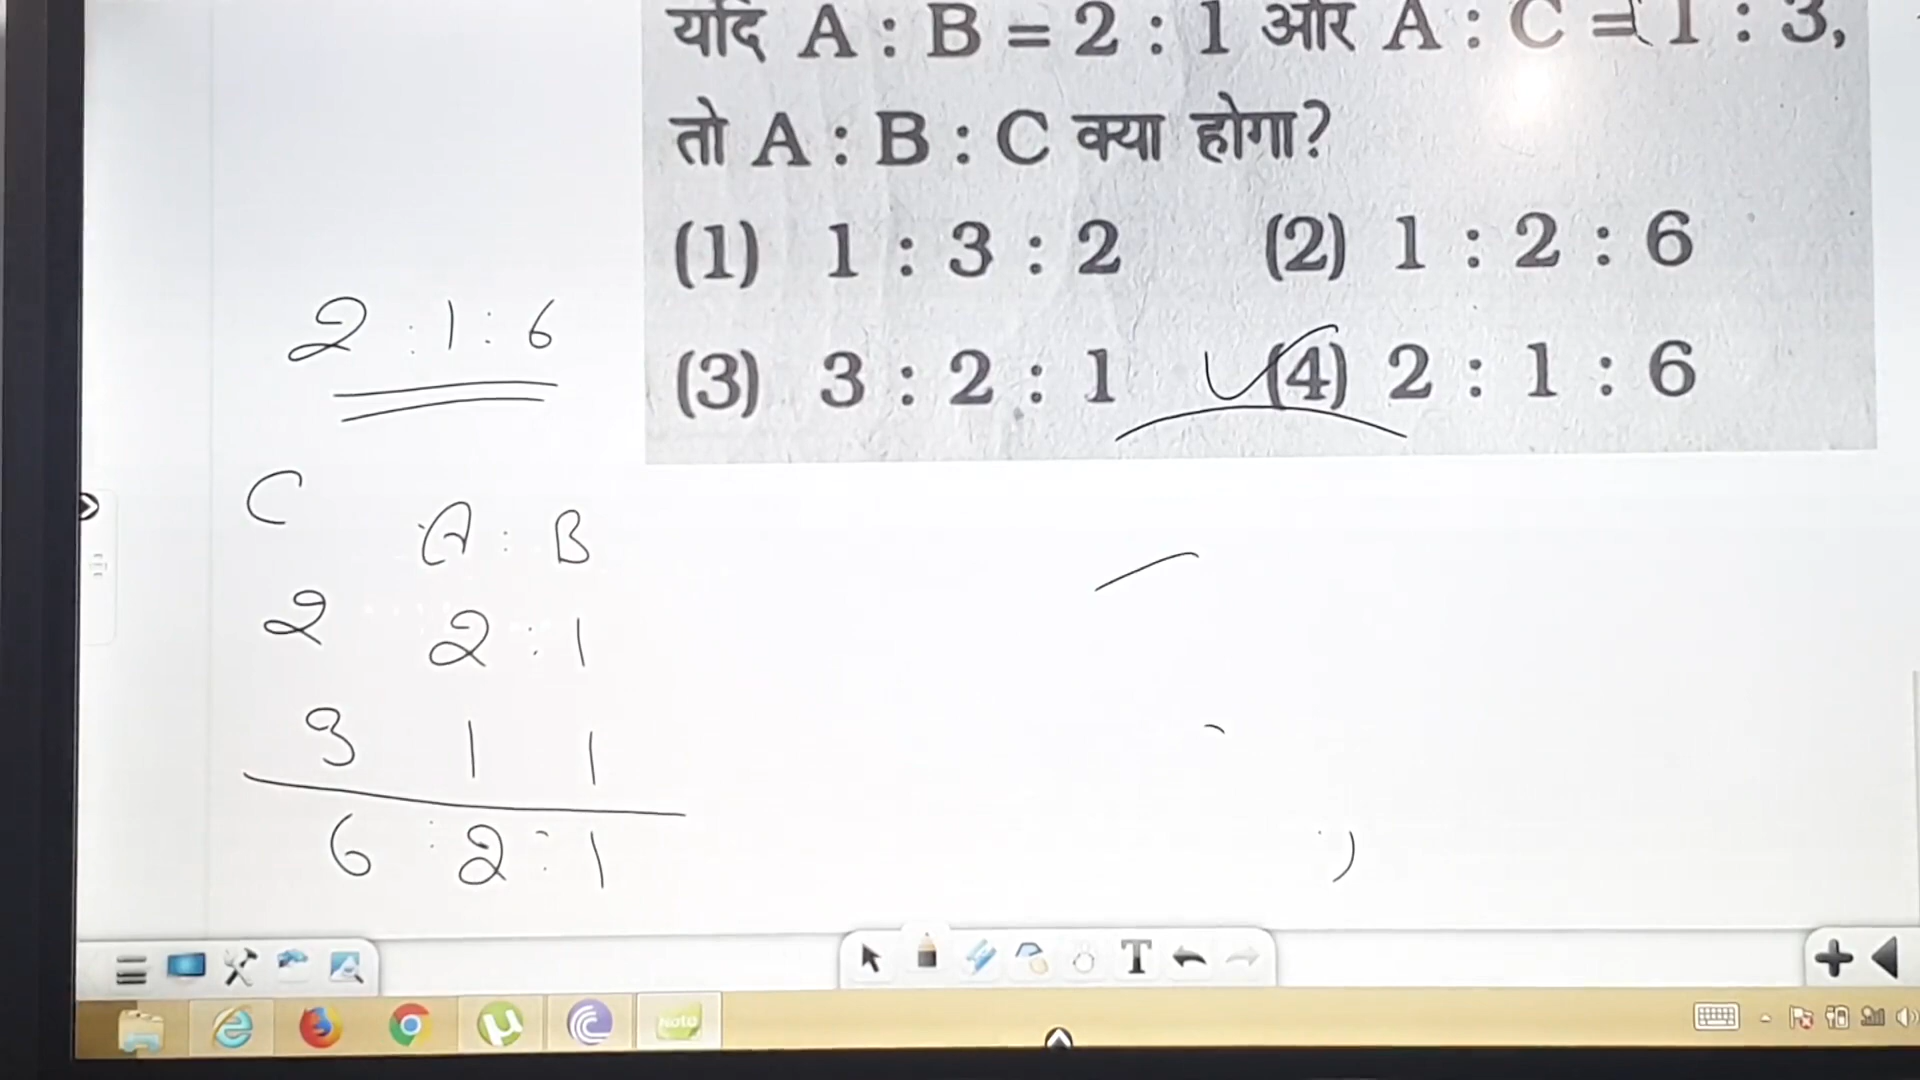 यदि A : B = 2 : 1 और A : C = 1 : 3,
तो A : B : C क्या होगा?
(1) 1 : 3 : 2 (2) 1 : 2 : 6
(3) 3 : 2 : 1 (4) 2 : 1 : 6
2 : 1 : 6
C A : B
2 2 : 1
3 1 1
6 : 2 : 1
T
Note